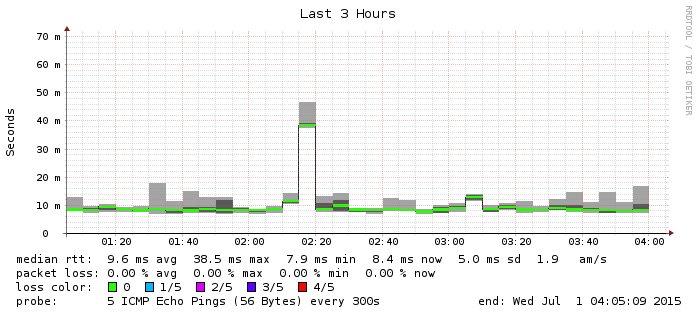 Last 3 Hours
RRDTOOL / TOBI OETIKER
Seconds
70 m
60 m
50 m
40 m
30 m
20 m
10 m
0
01:20 01:40 02:00 02:20 02:40 03:00 03:20 03:40 04:00
median rtt: 9.6 ms avg 38.5 ms max 7.9 ms min 8.4 ms now 5.0 ms sd 1.9 am/s
packet loss: 0.00 % avg 0.00 % max 0.00 % min 0.00 % now
loss color: 0 1/5 2/5 3/5 4/5
probe: 5 ICMP Echo Pings (56 Bytes) every 300s end: Wed Jul 1 04:05:09 2015